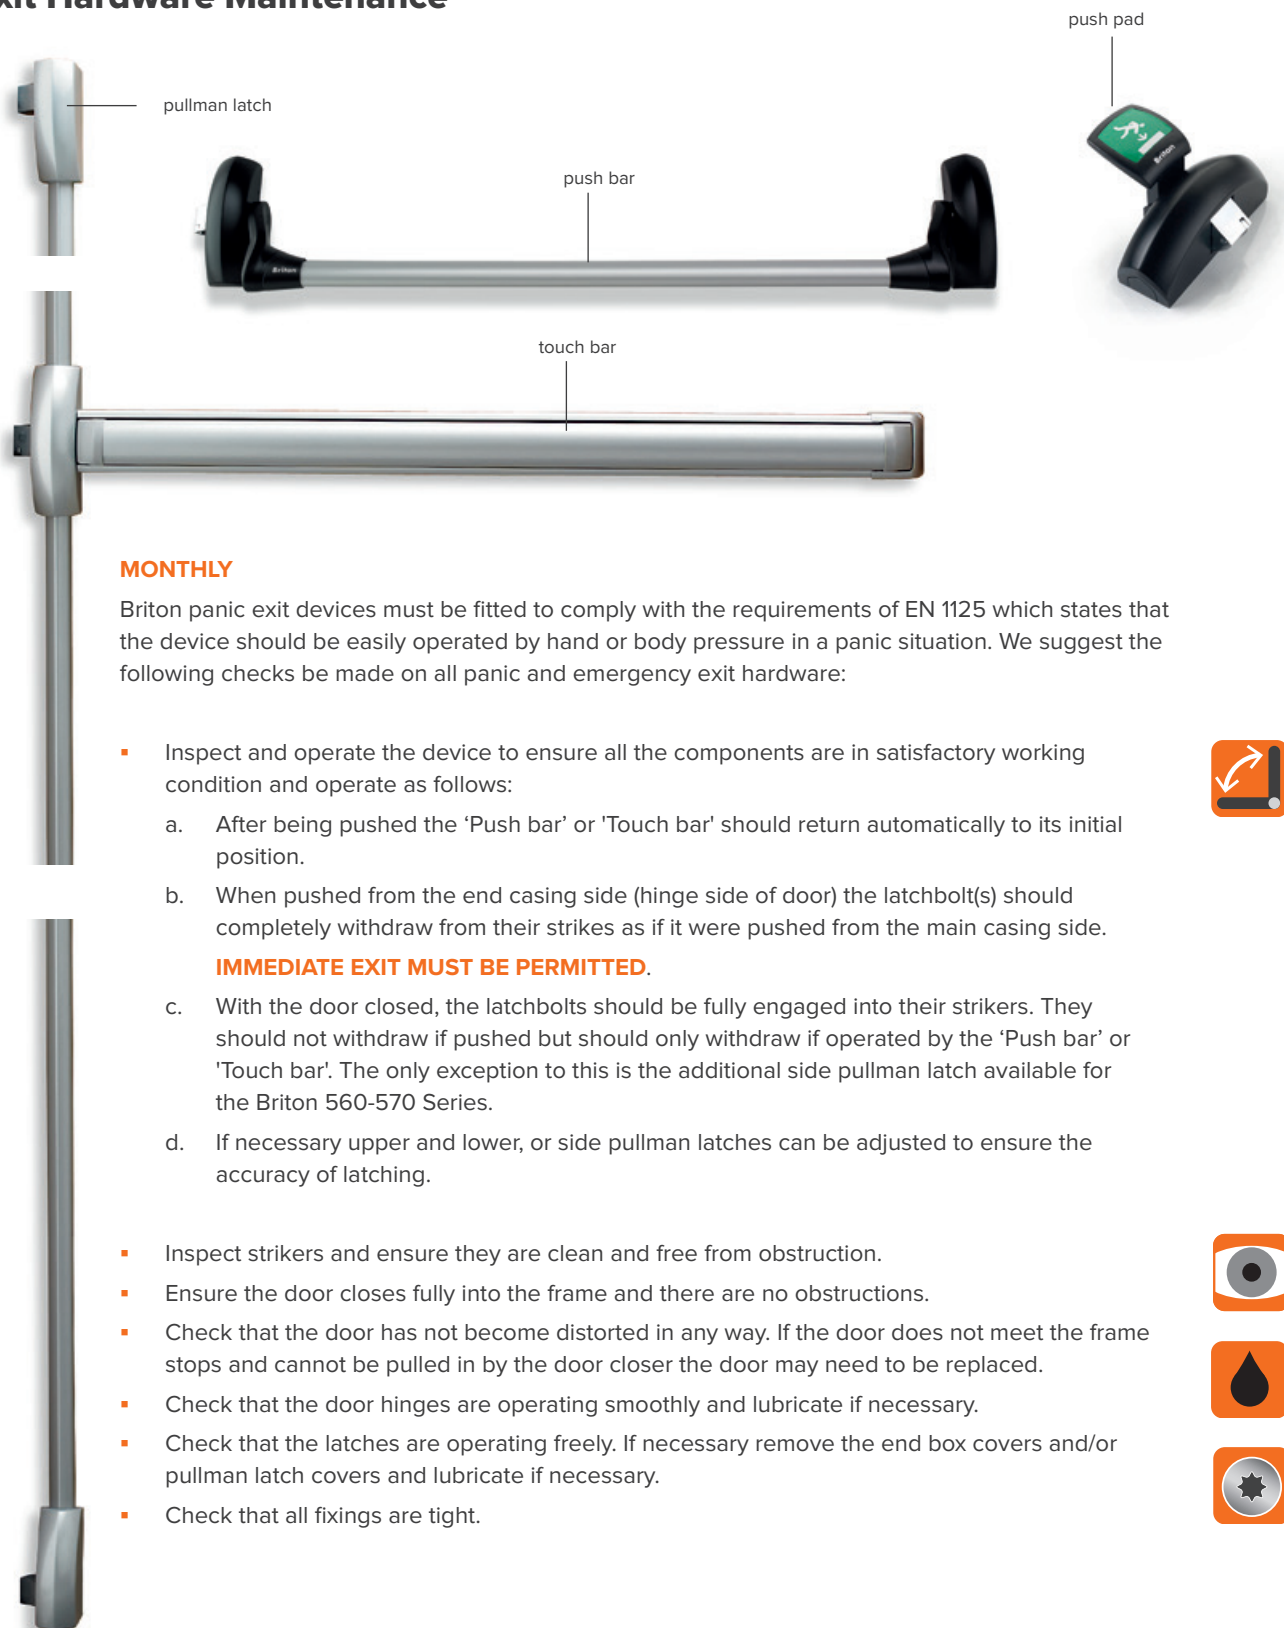 xit Hardware Maintenance
push pad
pullman latch
push bar
Briton
Briton
touch bar
MONTHLY
Briton panic exit devices must be fitted to comply with the requirements of EN 1125 which states that
the device should be easily operated by hand or body pressure in a panic situation. We suggest the
following checks be made on all panic and emergency exit hardware:
▪ Inspect and operate the device to ensure all the components are in satisfactory working
condition and operate as follows:
a. After being pushed the ‘Push bar’ or 'Touch bar' should return automatically to its initial
position.
b. When pushed from the end casing side (hinge side of door) the latchbolt(s) should
completely withdraw from their strikes as if it were pushed from the main casing side.
IMMEDIATE EXIT MUST BE PERMITTED.
c. With the door closed, the latchbolts should be fully engaged into their strikers. They
should not withdraw if pushed but should only withdraw if operated by the ‘Push bar’ or
'Touch bar'. The only exception to this is the additional side pullman latch available for
the Briton 560-570 Series.
d. If necessary upper and lower, or side pullman latches can be adjusted to ensure the
accuracy of latching.
▪ Inspect strikers and ensure they are clean and free from obstruction.
▪ Ensure the door closes fully into the frame and there are no obstructions.
▪ Check that the door has not become distorted in any way. If the door does not meet the frame
stops and cannot be pulled in by the door closer the door may need to be replaced.
▪ Check that the door hinges are operating smoothly and lubricate if necessary.
▪ Check that the latches are operating freely. If necessary remove the end box covers and/or
pullman latch covers and lubricate if necessary.
▪ Check that all fixings are tight.